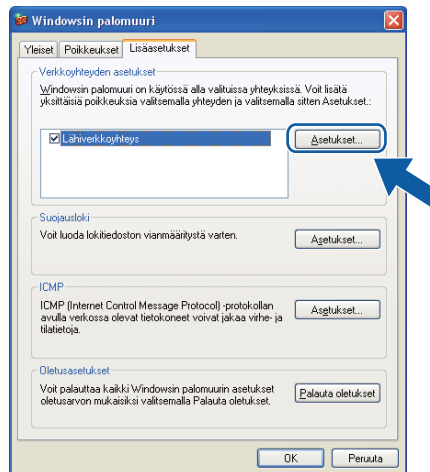 Windowsin palomuuri
Yleiset Poikkeukset Lisäasetukset
Verkkoyhteyden asetukset
Windowsin palomuuri on käytössä alla valituissa yhteyksissä. Voit lisätä
yksittäisiä poikkeuksia valitsemalla yhteyden ja valitsemalla sitten Asetukset.:
Lähiverkkoyhteys
Asetukset...
Suojausloki
Voit luoda lokitiedoston vianmääritystä varten.
Asetukset...
ICMP
ICMP (Internet Control Message Protocol) -protokollan
avulla verkossa olevat tietokoneet voivat jakaa virhe- ja
tilatietoja.
Asetukset...
Oletusasetukset
Voit palauttaa kaikki Windowsin palomuurin asetukset
oletusarvon mukaisiksi valitsemalla Palauta oletukset.
Palauta oletukset
OK Peruuta